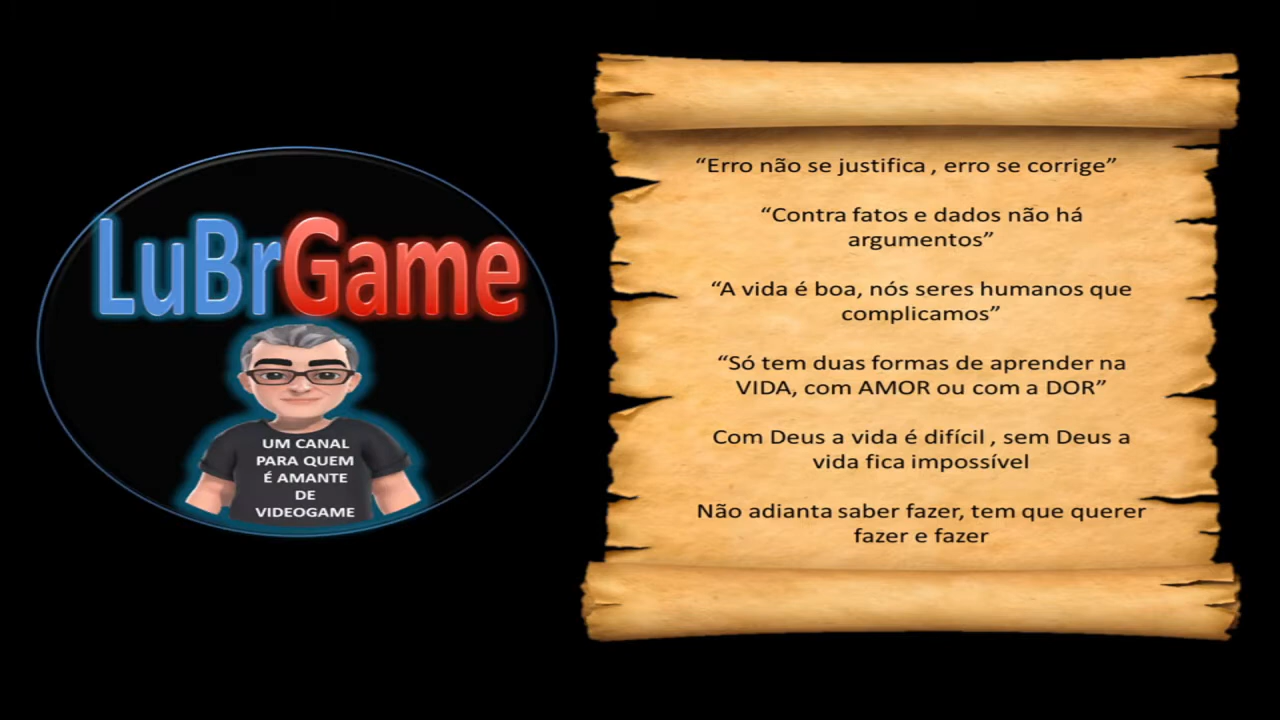 LuBrGame
UM CANAL
PARA QUEM
É AMANTE
DE
VIDEOGAME
“Erro não se justifica , erro se corrige”
“Contra fatos e dados não há
argumentos”
“A vida é boa, nós seres humanos que
complicamos”
“Só tem duas formas de aprender na
VIDA, com AMOR ou com a DOR”
Com Deus a vida é difícil , sem Deus a
vida fica impossível
Não adianta saber fazer, tem que querer
fazer e fazer